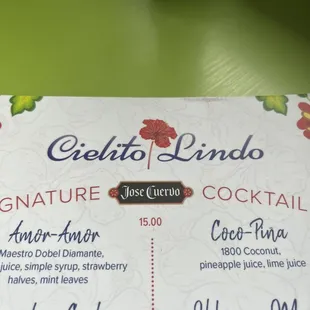 Cielito Lindo
GNATURE Jose Cuervo COCKTAIL
15.00
Amor-Amor
Maestro Dobel Diamante,
juice, simple syrup, strawberry
halves, mint leaves
Coco-Piña
1800 Coconut,
pineapple juice, lime juice